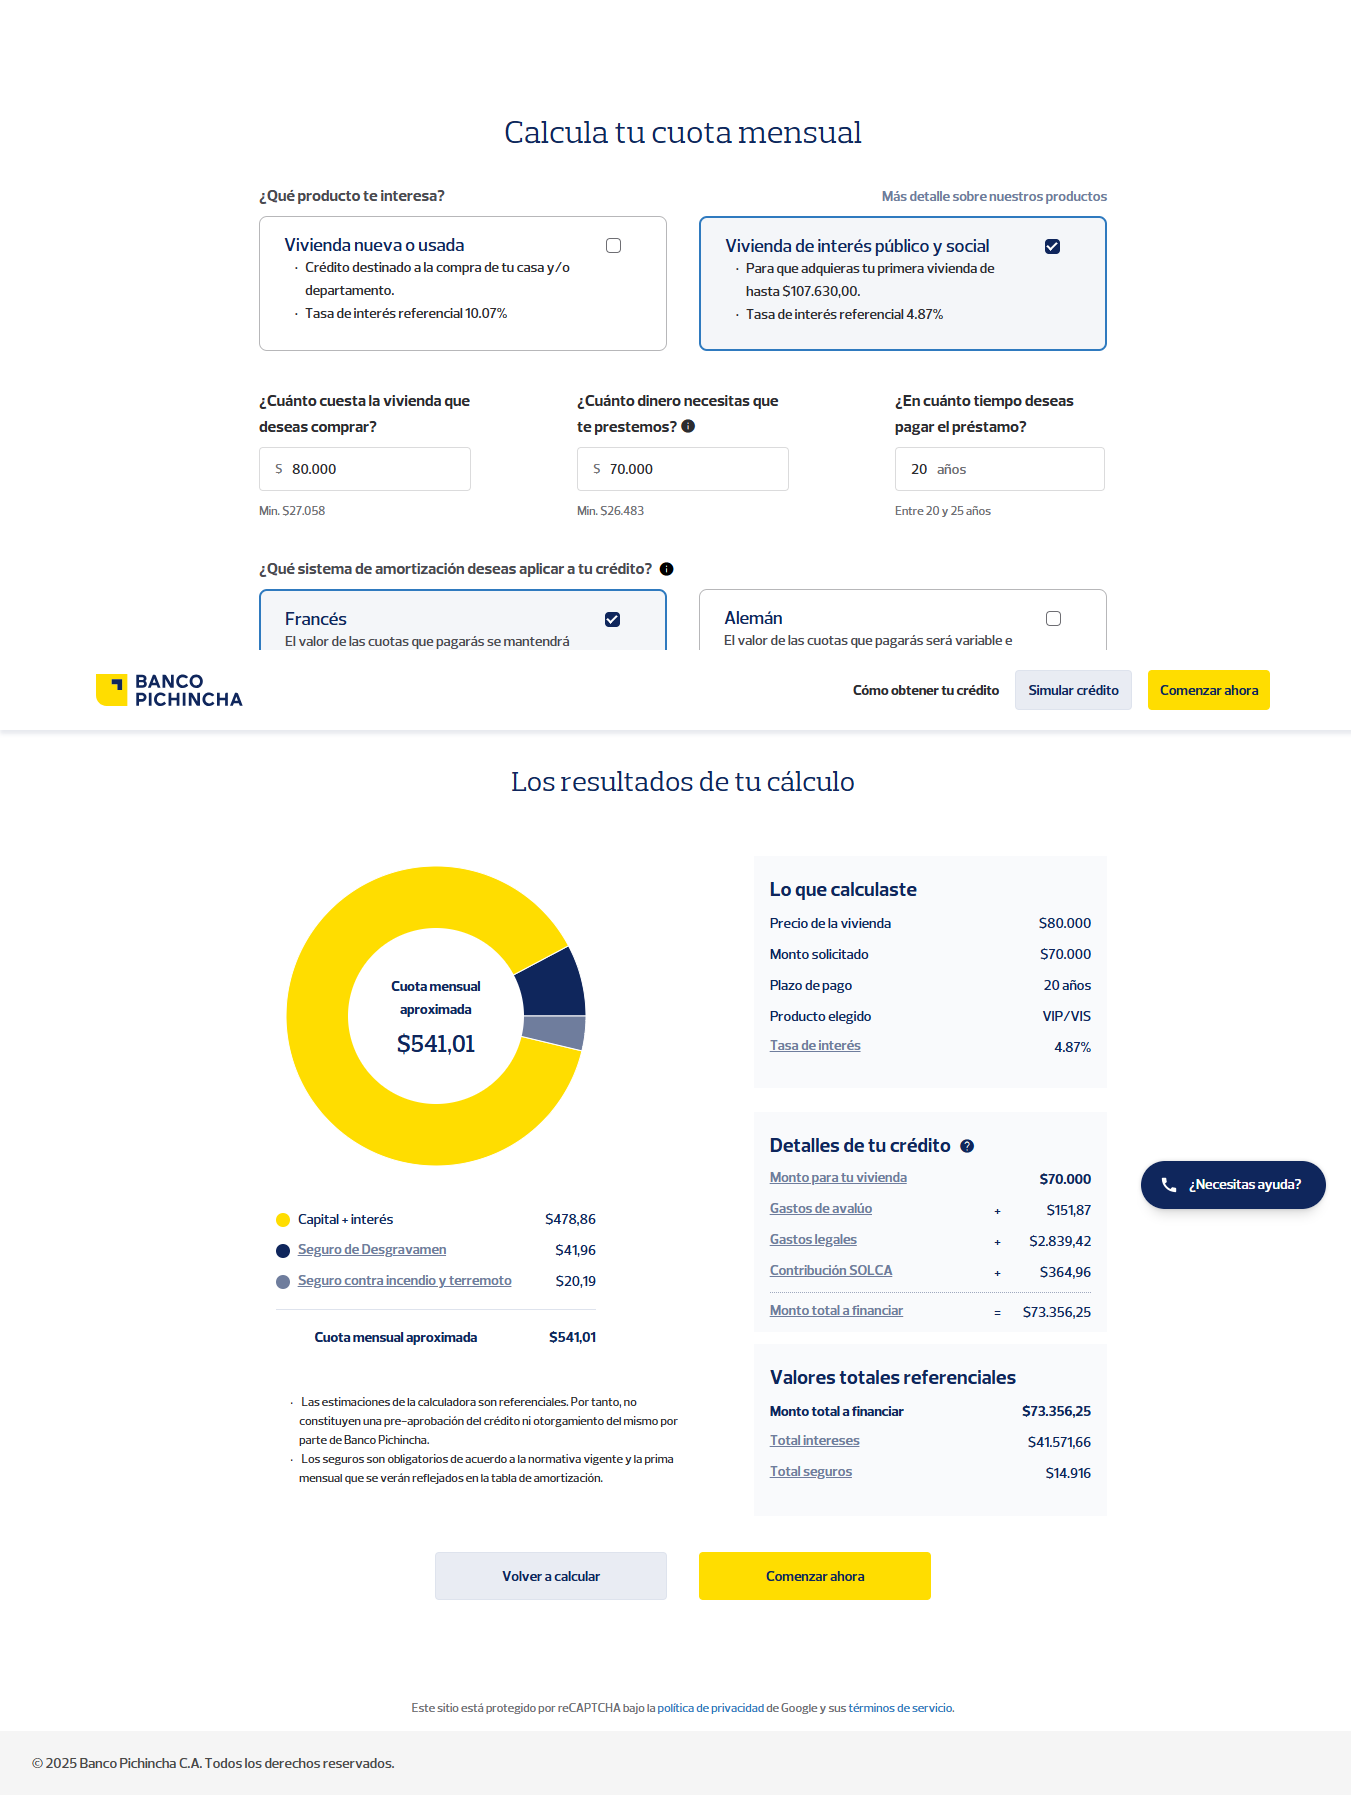 Calcula tu cuota mensual
¿Qué producto te interesa?
Más detalle sobre nuestros productos
Vivienda nueva o usada
· Crédito destinado a la compra de tu casa y/o
departamento.
· Tasa de interés referencial 10.07%
Vivienda de interés público y social
· Para que adquieras tu primera vivienda de
hasta $107.630,00.
· Tasa de interés referencial 4.87%
¿Cuánto cuesta la vivienda que
deseas comprar?
$ 80.000
Min. $27.058
¿Cuánto dinero necesitas que
te prestemos?
$ 70.000
Min. $26.483
¿En cuánto tiempo deseas
pagar el préstamo?
20 años
Entre 20 y 25 años
¿Qué sistema de amortización deseas aplicar a tu crédito?
Francés
El valor de las cuotas que pagarás se mantendrá
Alemán
El valor de las cuotas que pagarás será variable e
BANCO
PICHINCHA
Cómo obtener tu crédito
Simular crédito
Comenzar ahora
Los resultados de tu cálculo
Cuota mensual
aproximada
$541,01
Capital + interés $478,86
Seguro de Desgravamen $41,96
Seguro contra incendio y terremoto $20,19
Cuota mensual aproximada $541,01
· Las estimaciones de la calculadora son referenciales. Por tanto, no
constituyen una pre-aprobación del crédito ni otorgamiento del mismo por
parte de Banco Pichincha.
· Los seguros son obligatorios de acuerdo a la normativa vigente y la prima
mensual que se verán reflejados en la tabla de amortización.
Lo que calculaste
Precio de la vivienda $80.000
Monto solicitado $70.000
Plazo de pago 20 años
Producto elegido VIP/VIS
Tasa de interés 4.87%
Detalles de tu crédito ?
Monto para tu vivienda $70.000
Gastos de avalúo + $151,87
Gastos legales + $2.839,42
Contribución SOLCA + $364,96
Monto total a financiar = $73.356,25
Valores totales referenciales
Monto total a financiar $73.356,25
Total intereses $41.571,66
Total seguros $14.916
¿Necesitas ayuda?
Volver a calcular
Comenzar ahora
Este sitio está protegido por reCAPTCHA bajo la política de privacidad de Google y sus términos de servicio.
© 2025 Banco Pichincha C.A. Todos los derechos reservados.